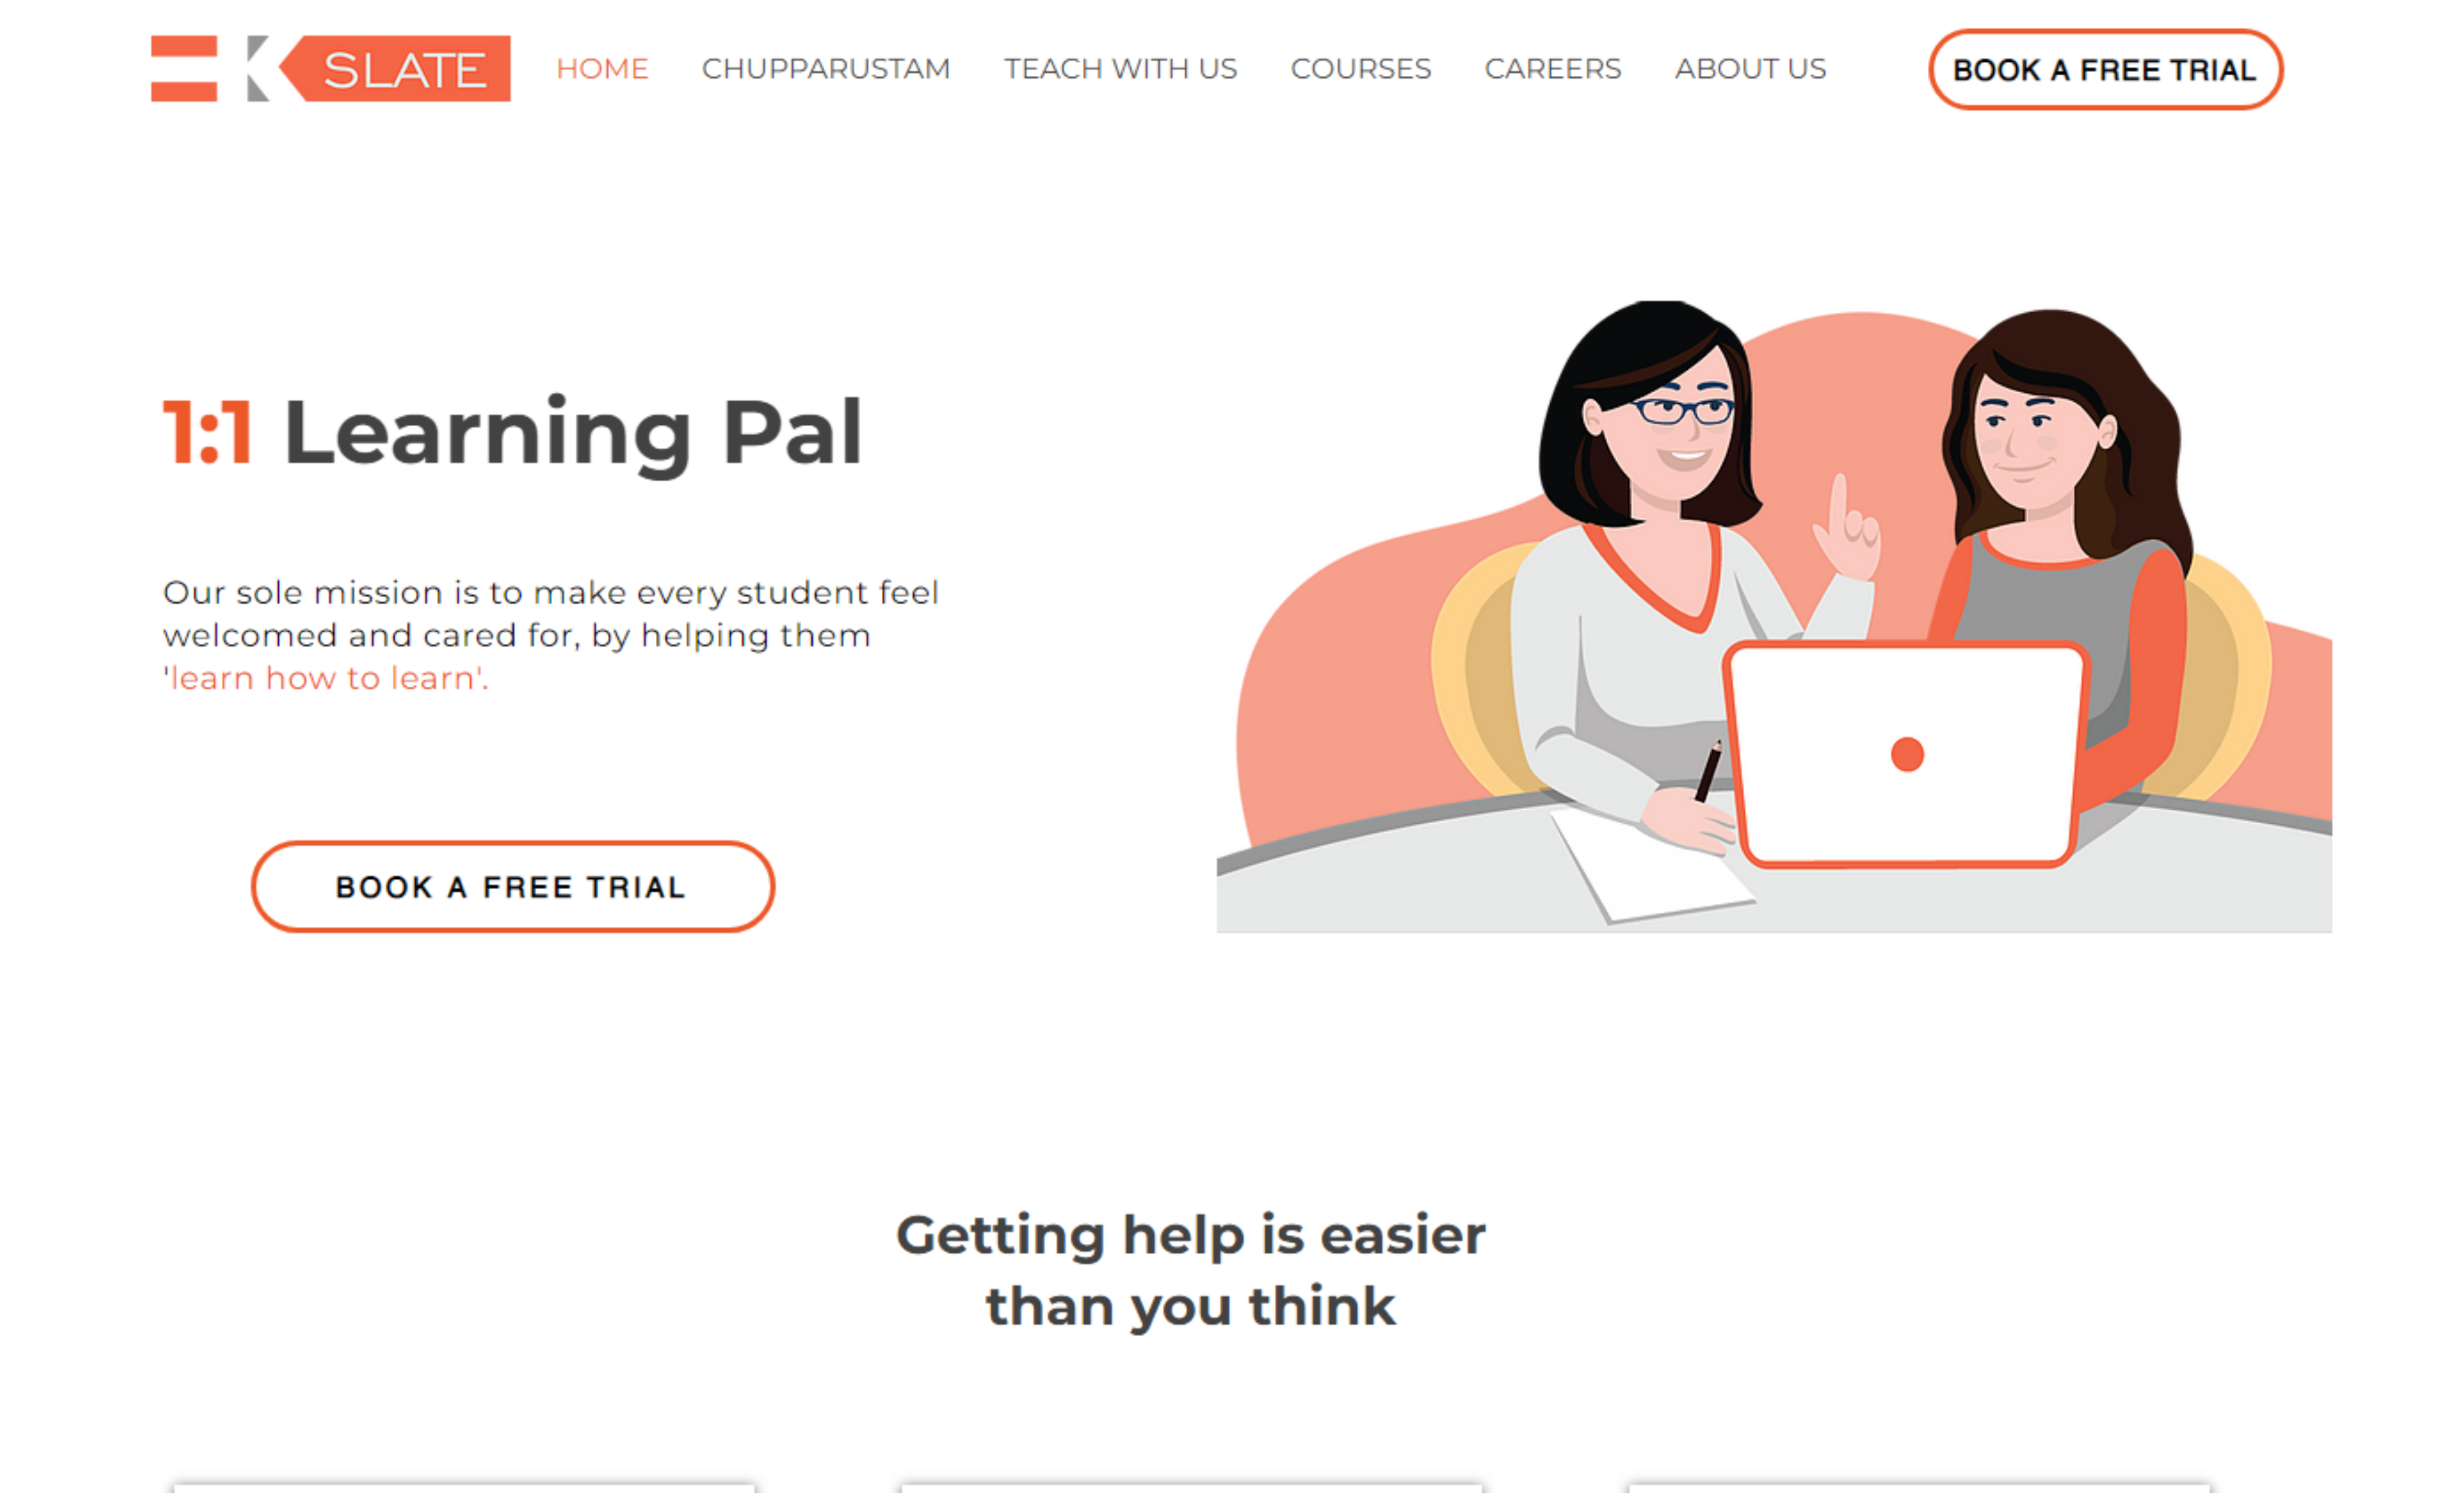 EK SLATE
HOME CHUPPARUSTAM TEACH WITH US COURSES CAREERS ABOUT US BOOK A FREE TRIAL
1:1 Learning Pal
Our sole mission is to make every student feel
welcomed and cared for, by helping them
'learn how to learn'.
BOOK A FREE TRIAL
Getting help is easier
than you think